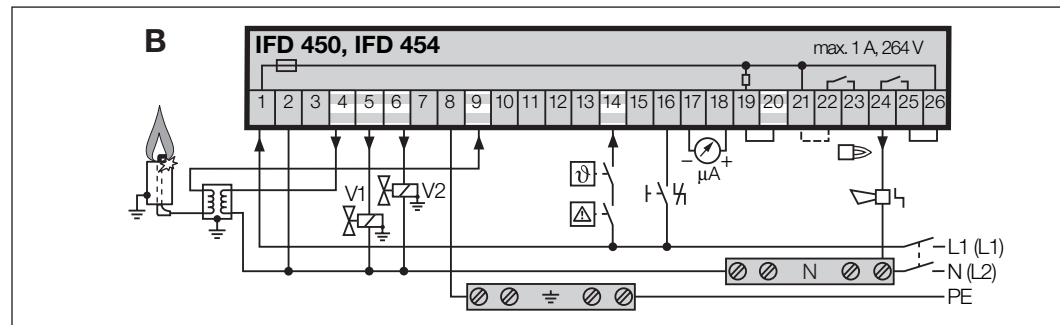 B
IFD 450, IFD 454
max. 1 A, 264 V
1 2 3 4 5 6 7 8 9 10 11 12 13 14 15 16 17 18 19 20 21 22 23 24 25 26
V1
V2
ϑ
- +
µA
L1 (L1)
N
N (L2)
PE